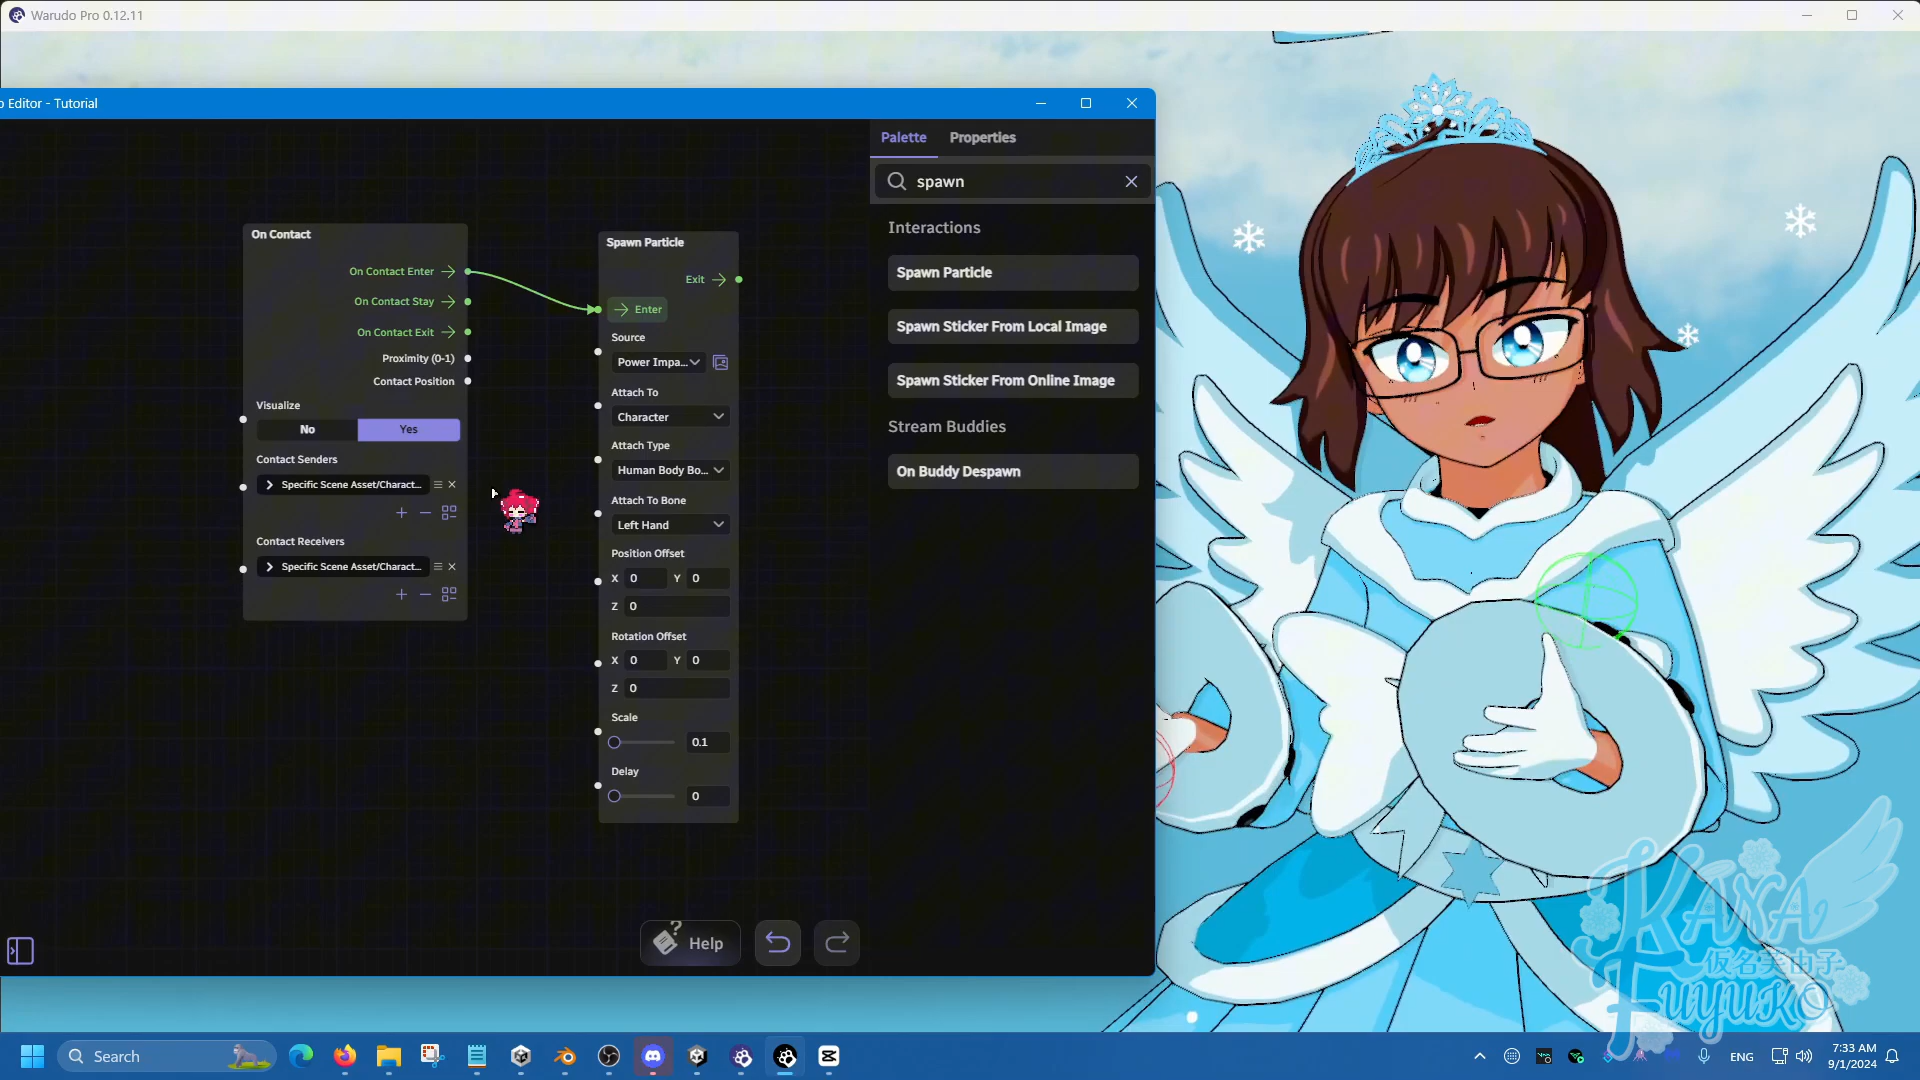 Warudo Pro 0.12.11
o Editor - Tutorial
Palette
Properties
spawn
Interactions
Spawn Particle
Spawn Sticker From Local Image
Spawn Sticker From Online Image
Stream Buddies
On Buddy Despawn
On Contact
On Contact Enter
On Contact Stay
On Contact Exit
Proximity (0-1)
Contact Position
Visualize
No
Yes
Contact Senders
Specific Scene Asset/Charact...
Contact Receivers
Specific Scene Asset/Charact...
Spawn Particle
Exit
Enter
Source
Power Impa...
Attach To
Character
Attach Type
Human Body Bo...
Attach To Bone
Left Hand
Position Offset
X 0 Y 0
Z 0
Rotation Offset
X 0 Y 0
Z 0
Scale
0.1
Delay
0
Help
KANA
仮名芙由子
FUYUKO
Search
ENG
7:33 AM
9/1/2024